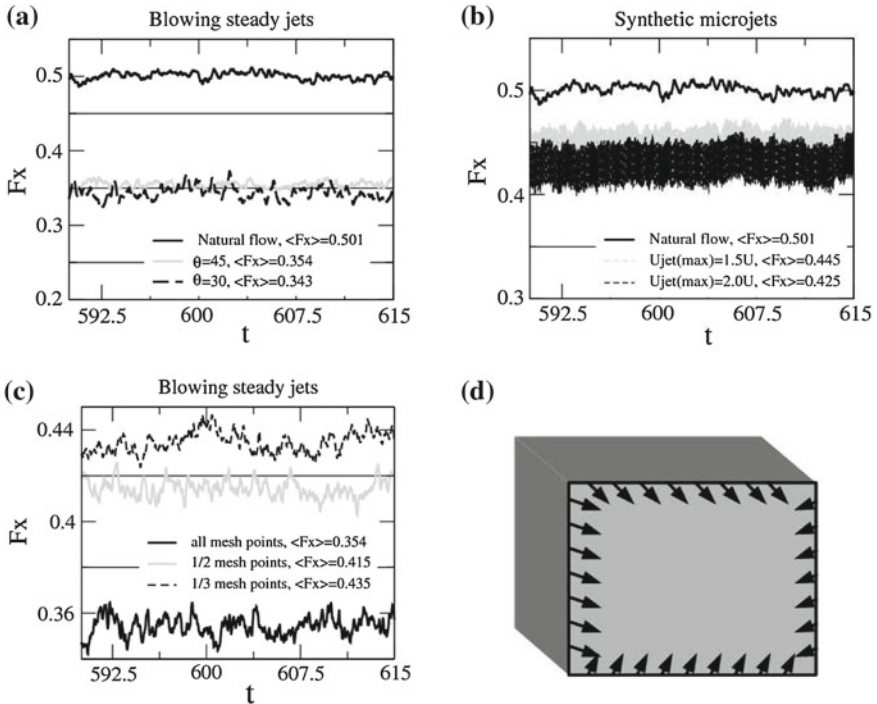 (a)
Blowing steady jets
0.5
0.4
0.3
0.2
Fx
Natural flow, <Fx>=0.501
θ=45, <Fx>=0.354
θ=30, <Fx>=0.343
592.5 600 607.5 615
t
(b)
Synthetic microjets
0.5
0.4
0.3
Fx
Natural flow, <Fx>=0.501
Ujet(max)=1.5U, <Fx>=0.445
Ujet(max)=2.0U, <Fx>=0.425
592.5 600 607.5 615
t
(c)
Blowing steady jets
0.44
0.4
0.36
Fx
all mesh points, <Fx>=0.354
1/2 mesh points, <Fx>=0.415
1/3 mesh points, <Fx>=0.435
592.5 600 607.5 615
t
(d)